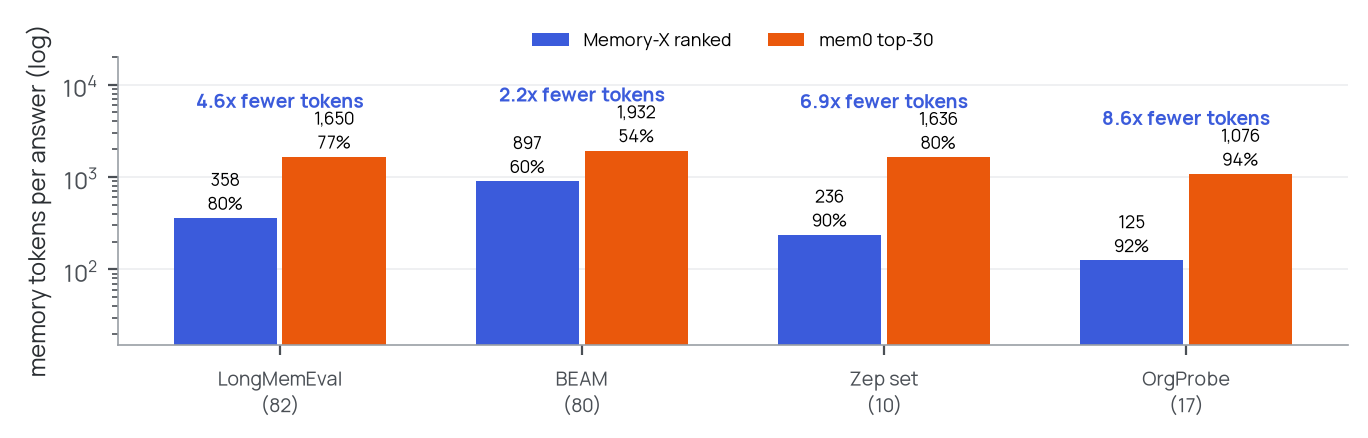 Memory-X ranked
mem0 top-30
memory tokens per answer (log)
10⁴
10³
10²
4.6x fewer tokens
358
80%
1,650
77%
2.2x fewer tokens
897
60%
1,932
54%
6.9x fewer tokens
236
90%
1,636
80%
8.6x fewer tokens
125
92%
1,076
94%
LongMemEval
(82)
BEAM
(80)
Zep set
(10)
OrgProbe
(17)